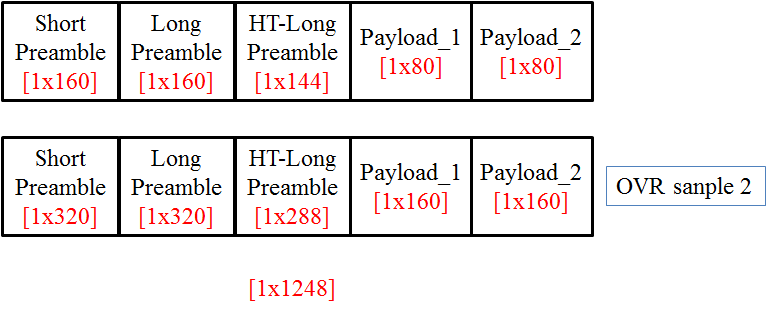 Short
Preamble
[1x160]
Long
Preamble
[1x160]
HT-Long
Preamble
[1x144]
Payload_1
[1x80]
Payload_2
[1x80]
Short
Preamble
[1x320]
Long
Preamble
[1x320]
HT-Long
Preamble
[1x288]
Payload_1
[1x160]
Payload_2
[1x160]
OVR sanple 2
[1x1248]